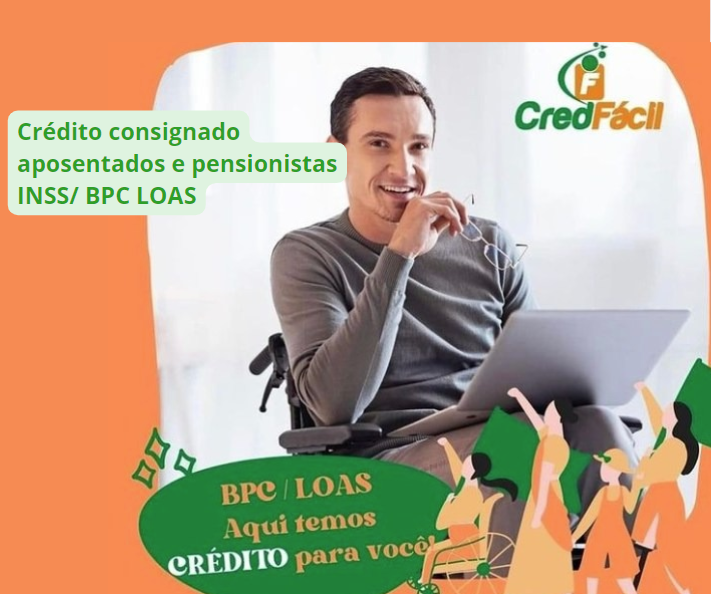 Crédito consignado
aposentados e pensionistas
INSS/ BPC LOAS
F
CredFácil
BPC | LOAS
Aqui temos
CRÉDITO para você!